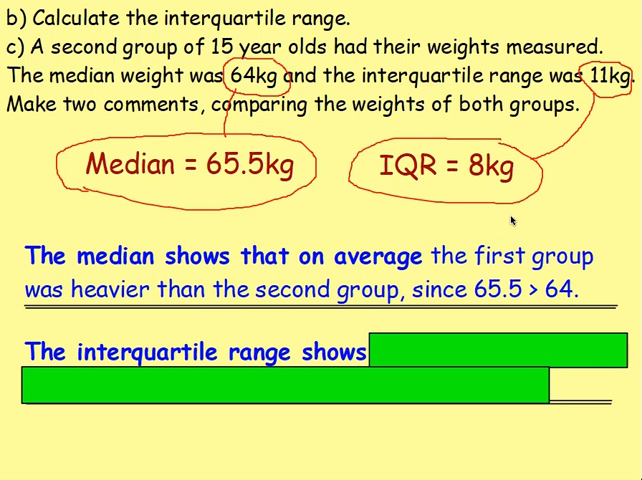 b) Calculate the interquartile range.
c) A second group of 15 year olds had their weights measured.
The median weight was 64kg and the interquartile range was 11kg.
Make two comments, comparing the weights of both groups.
Median = 65.5kg IQR = 8kg
The median shows that on average the first group
was heavier than the second group, since 65.5 > 64.
The interquartile range shows